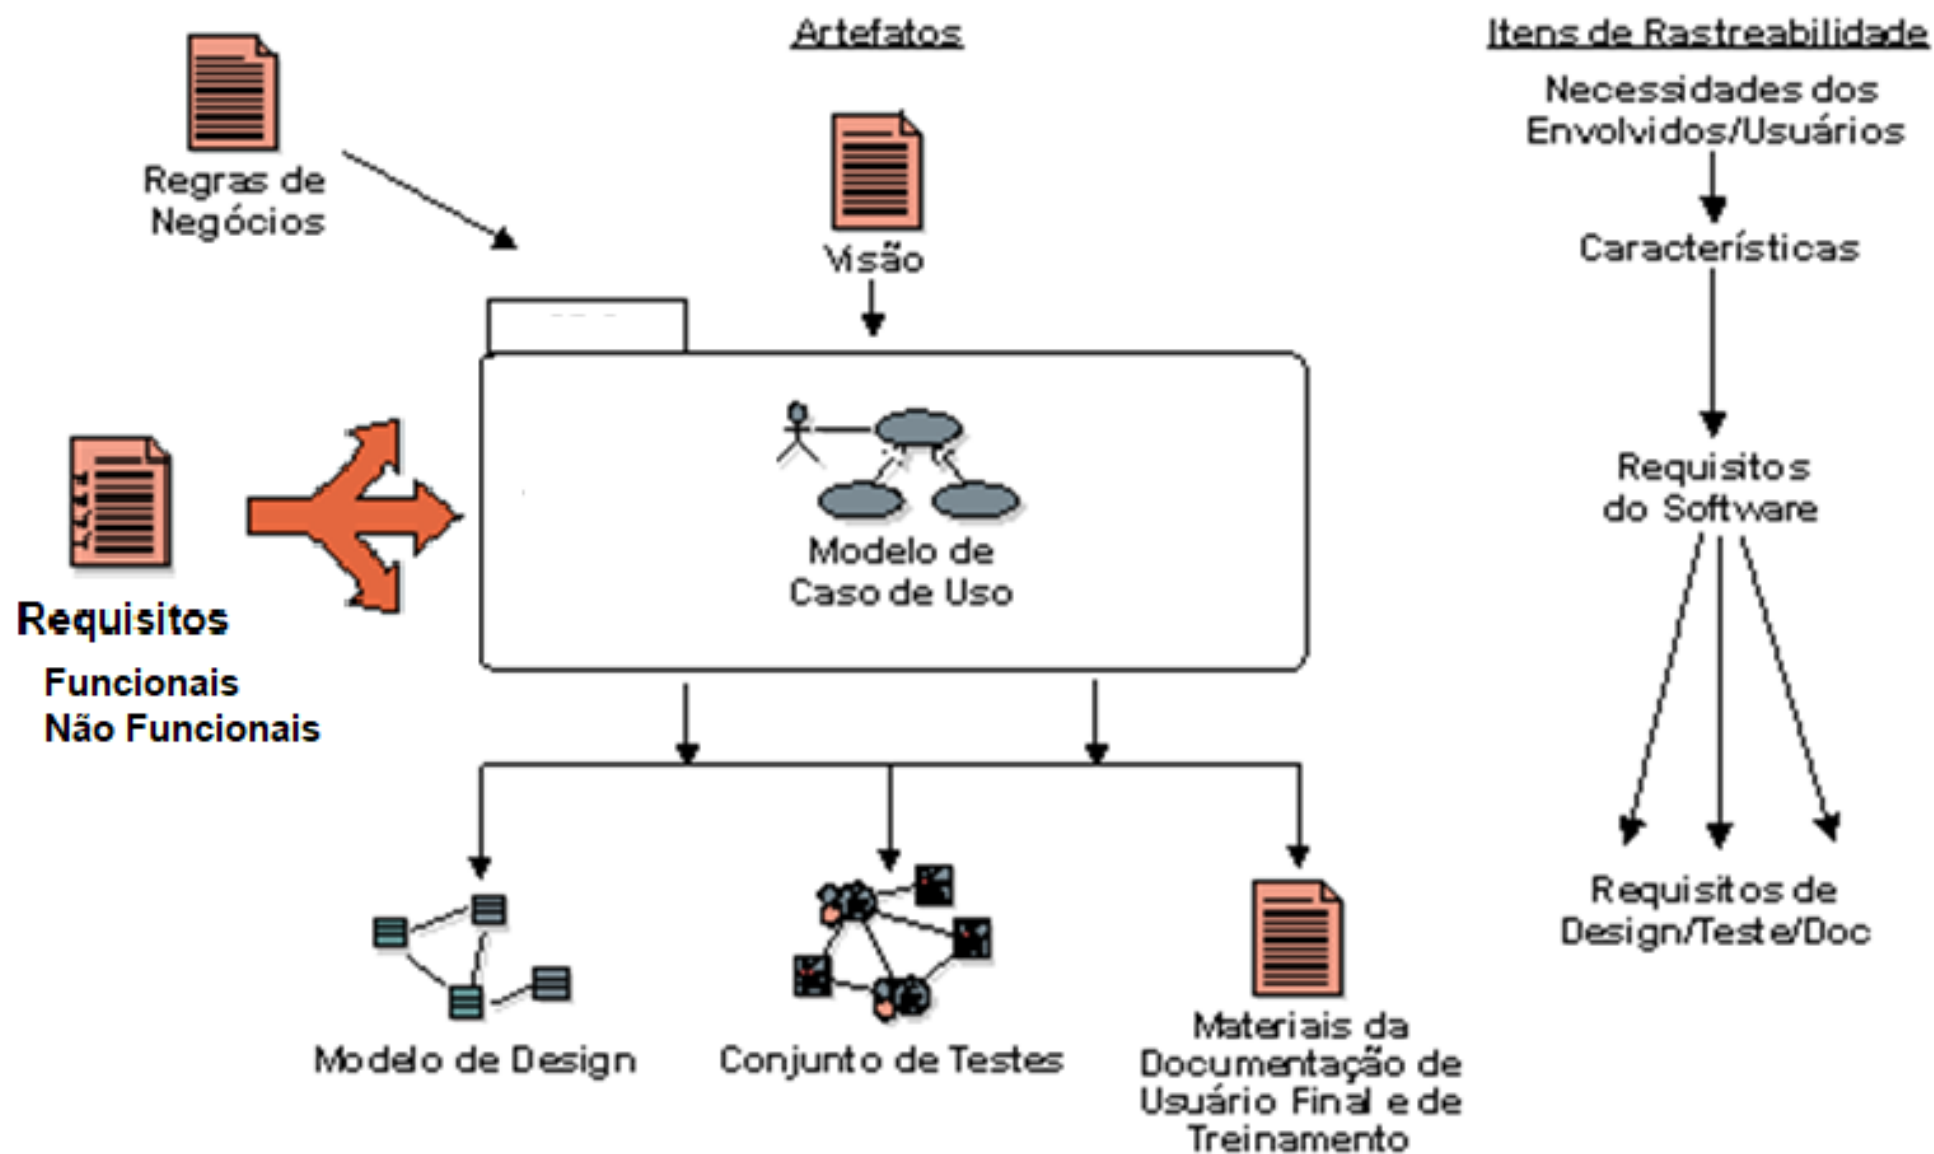 Artefatos
Itens de Rastreabilidade
Necessidades dos
Envolvidos/Usuários
Regras de
Negócios
Visão
Características
Requisitos
do Software
Modelo de
Caso de Uso
Requisitos
Funcionais
Não Funcionais
Requisitos de
Design/Teste/Doc
Modelo de Design
Conjunto de Testes
Materiais da
Documentação de
Usuário Final e de
Treinamento